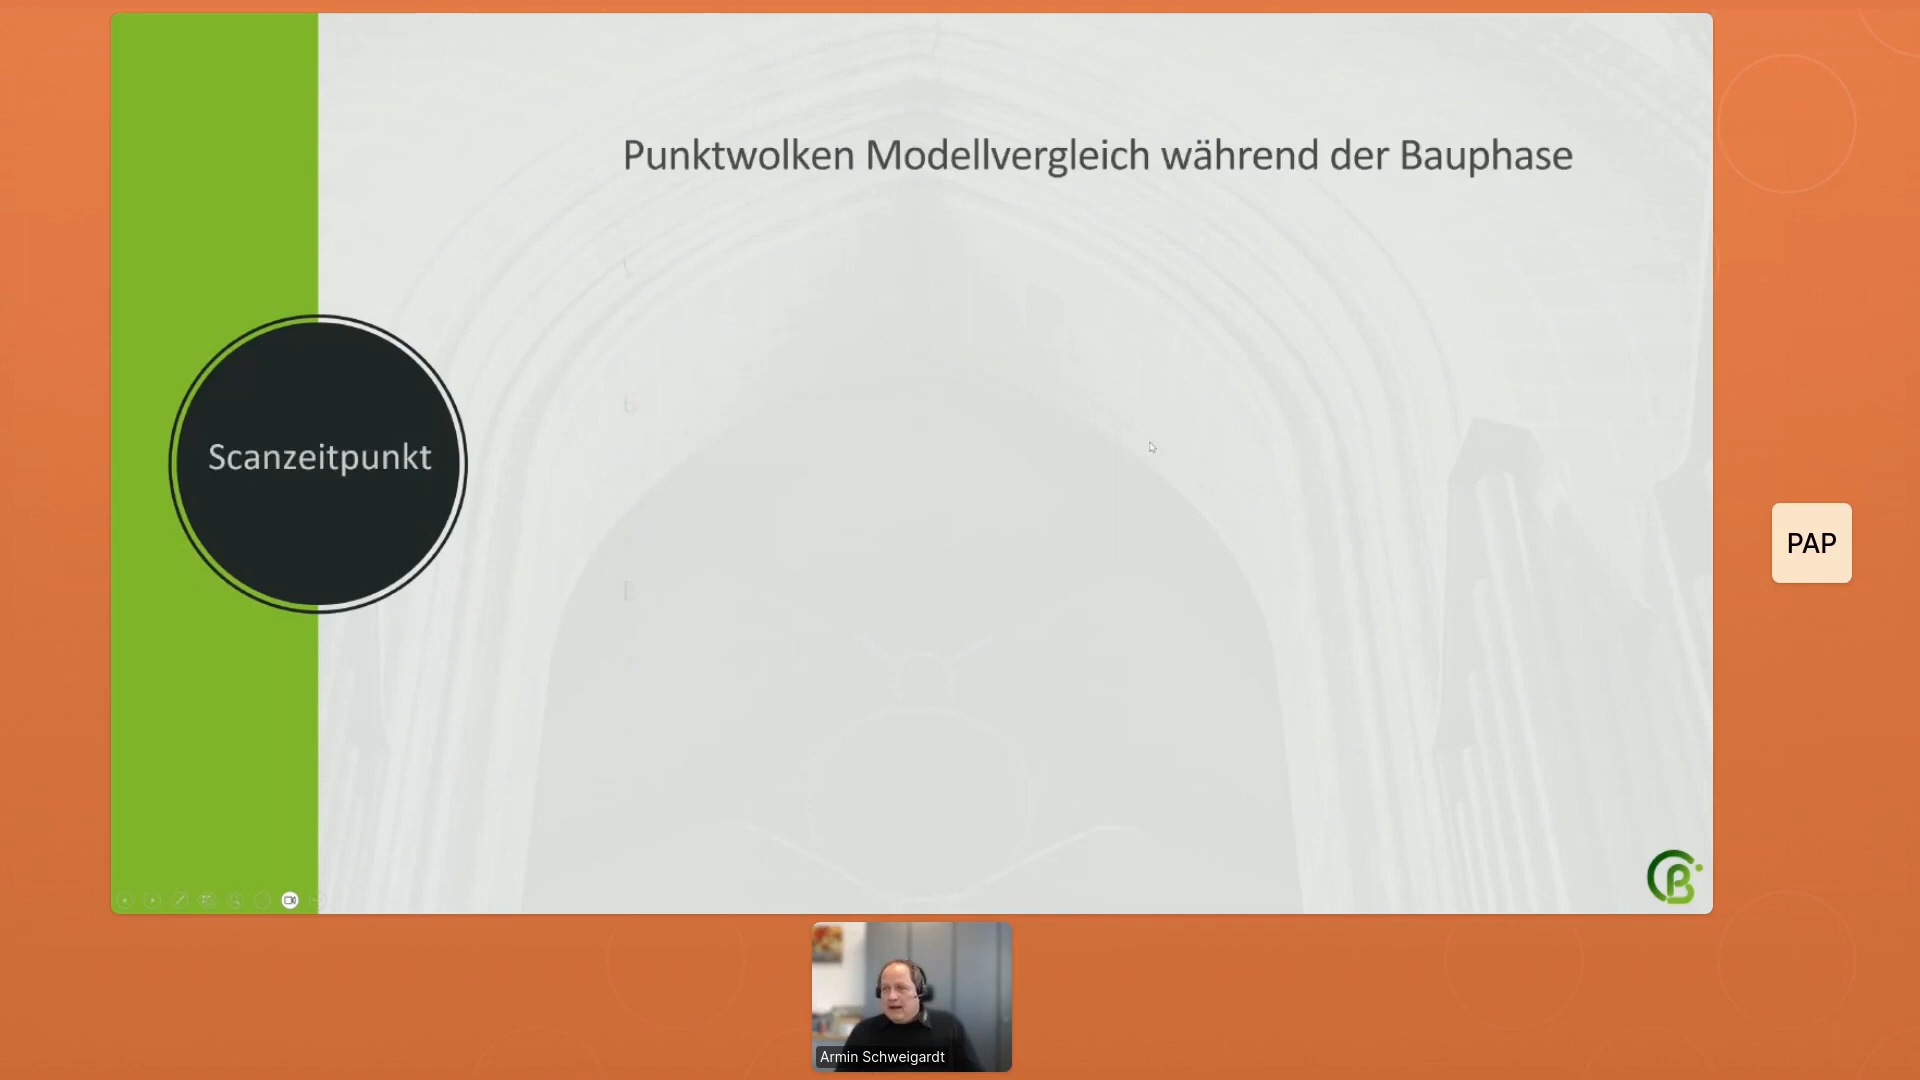 Punktwolken Modellvergleich während der Bauphase
Scanzeitpunkt
PAP
Armin Schweigardt